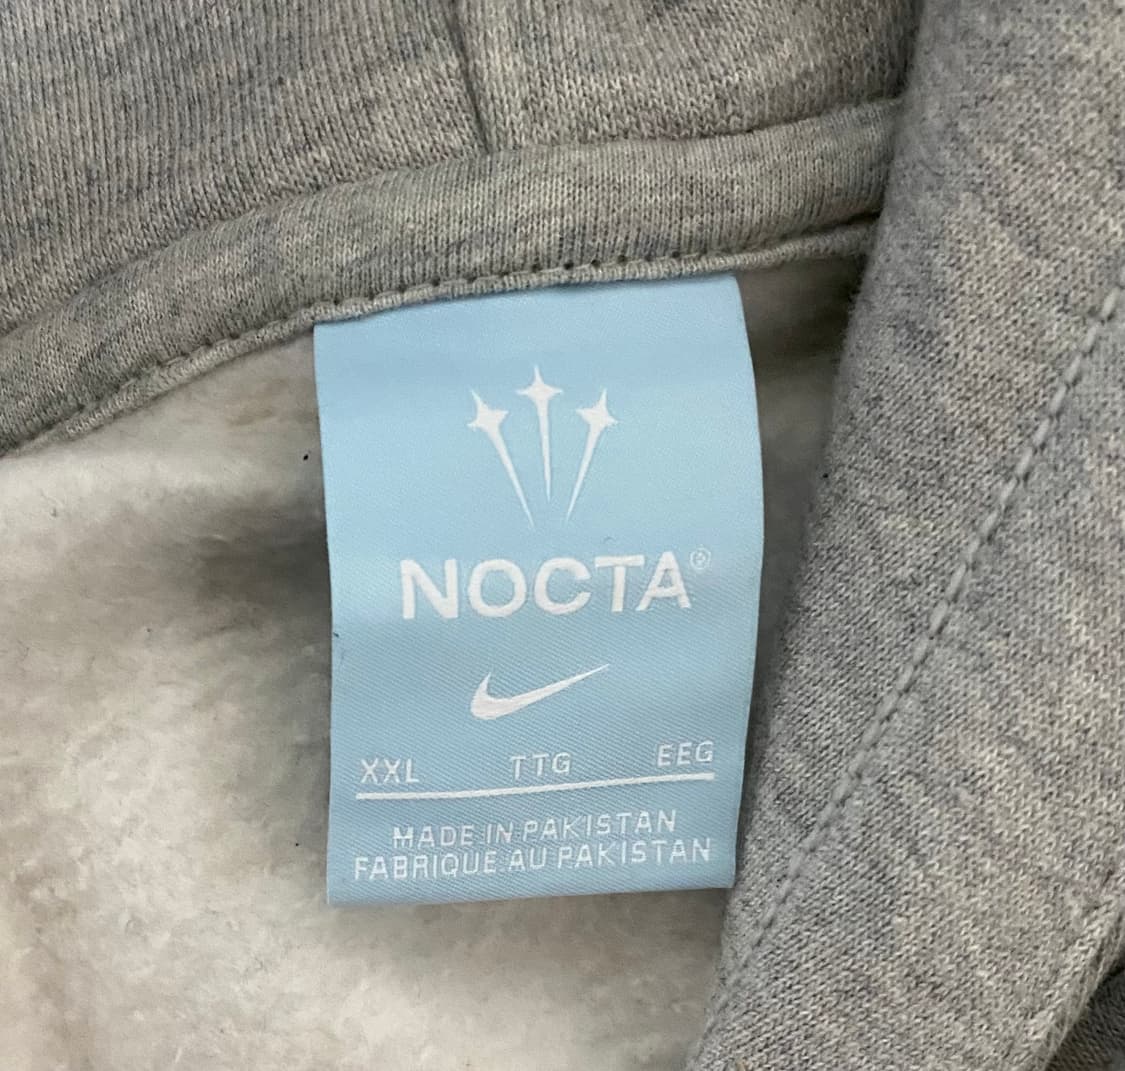 NOCTA®
XXL TTG EEG
MADE IN PAKISTAN
FABRIQUE AU PAKISTAN